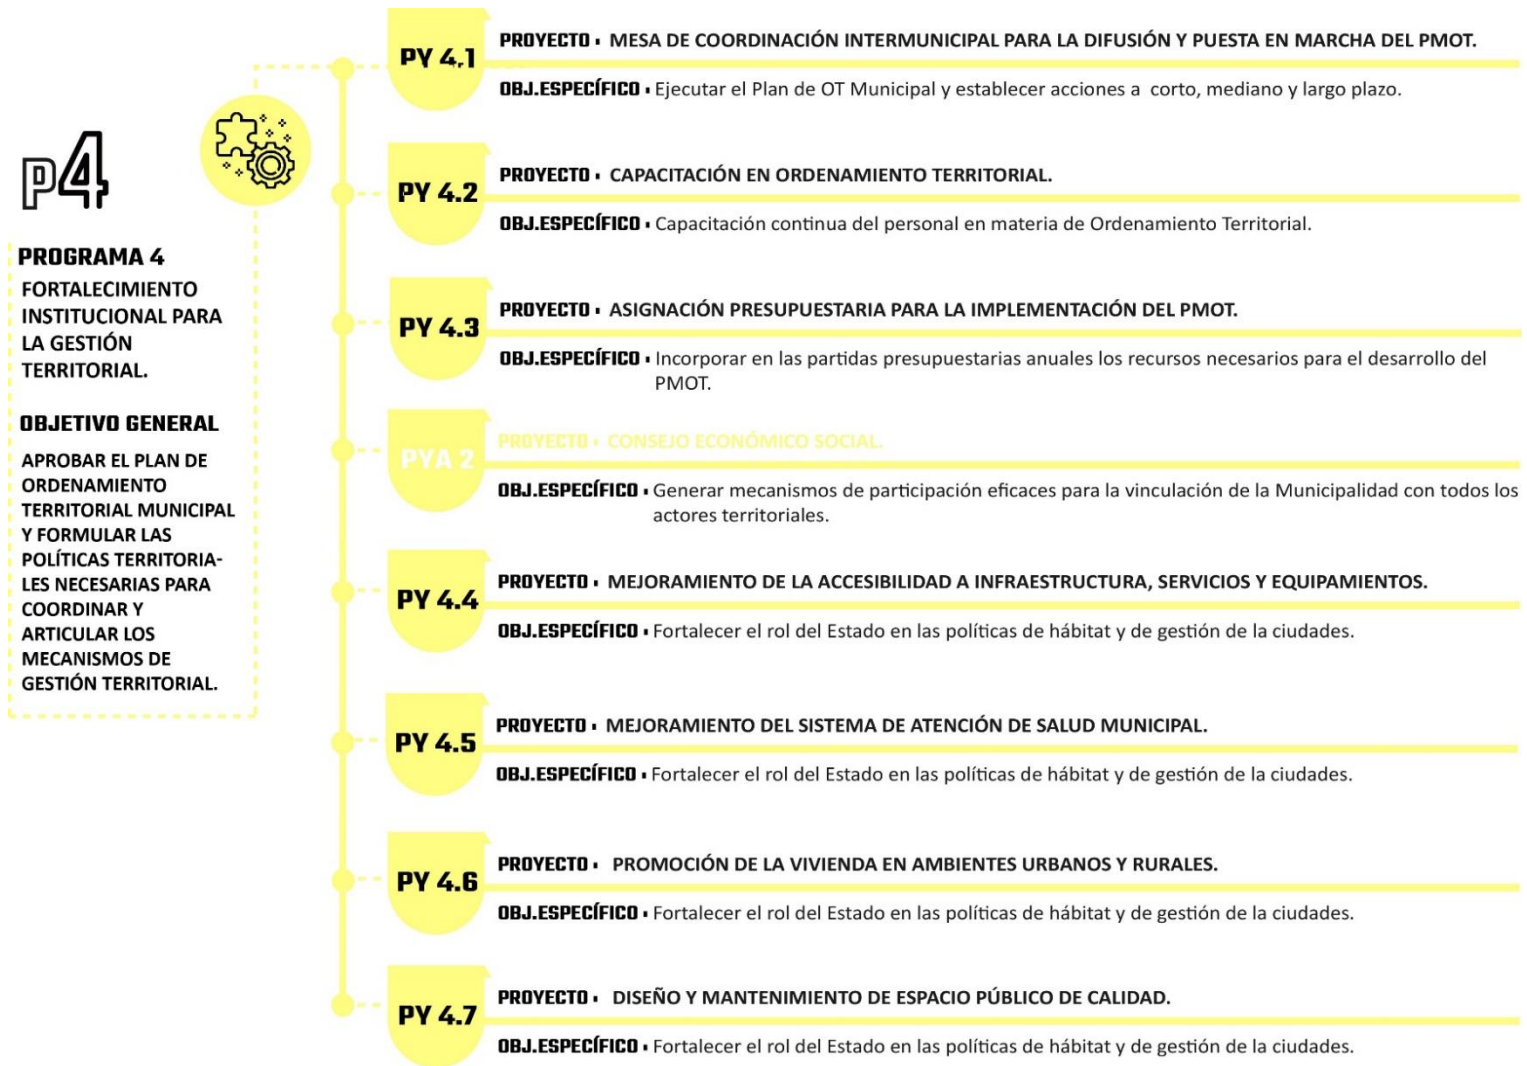 P4
PROGRAMA 4
FORTALECIMIENTO
INSTITUCIONAL PARA
LA GESTIÓN
TERRITORIAL.
OBJETIVO GENERAL
APROBAR EL PLAN DE
ORDENAMIENTO
TERRITORIAL MUNICIPAL
Y FORMULAR LAS
POLÍTICAS TERRITORIA-
LES NECESARIAS PARA
COORDINAR Y
ARTICULAR LOS
MECANISMOS DE
GESTIÓN TERRITORIAL.
PY 4.1
PROYECTO · MESA DE COORDINACIÓN INTERMUNICIPAL PARA LA DIFUSIÓN Y PUESTA EN MARCHA DEL PMOT.
OBJ.ESPECÍFICO · Ejecutar el Plan de OT Municipal y establecer acciones a corto, mediano y largo plazo.
PY 4.2
PROYECTO · CAPACITACIÓN EN ORDENAMIENTO TERRITORIAL.
OBJ.ESPECÍFICO · Capacitación continua del personal en materia de Ordenamiento Territorial.
PY 4.3
PROYECTO · ASIGNACIÓN PRESUPUESTARIA PARA LA IMPLEMENTACIÓN DEL PMOT.
OBJ.ESPECÍFICO · Incorporar en las partidas presupuestarias anuales los recursos necesarios para el desarrollo del
PMOT.
PYA 2
PROYECTO · CONSEJO ECONÓMICO SOCIAL.
OBJ.ESPECÍFICO · Generar mecanismos de participación eficaces para la vinculación de la Municipalidad con todos los
actores territoriales.
PY 4.4
PROYECTO · MEJORAMIENTO DE LA ACCESIBILIDAD A INFRAESTRUCTURA, SERVICIOS Y EQUIPAMIENTOS.
OBJ.ESPECÍFICO · Fortalecer el rol del Estado en las políticas de hábitat y de gestión de la ciudades.
PY 4.5
PROYECTO · MEJORAMIENTO DEL SISTEMA DE ATENCIÓN DE SALUD MUNICIPAL.
OBJ.ESPECÍFICO · Fortalecer el rol del Estado en las políticas de hábitat y de gestión de la ciudades.
PY 4.6
PROYECTO · PROMOCIÓN DE LA VIVIENDA EN AMBIENTES URBANOS Y RURALES.
OBJ.ESPECÍFICO · Fortalecer el rol del Estado en las políticas de hábitat y de gestión de la ciudades.
PY 4.7
PROYECTO · DISEÑO Y MANTENIMIENTO DE ESPACIO PÚBLICO DE CALIDAD.
OBJ.ESPECÍFICO · Fortalecer el rol del Estado en las políticas de hábitat y de gestión de la ciudades.